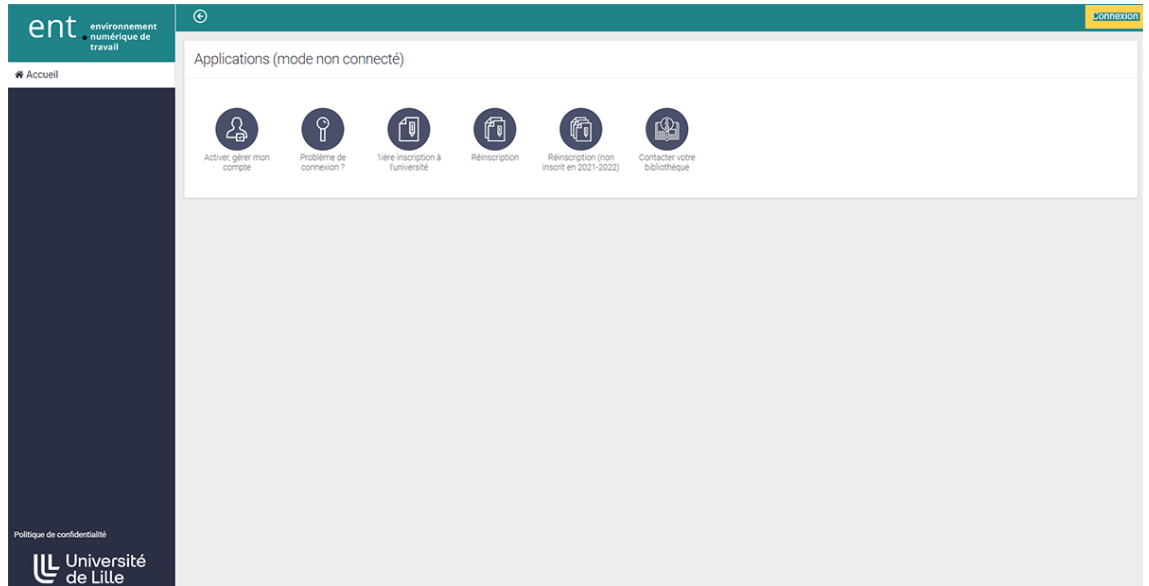 ent.
environnement
numérique de
travail
Connexion
Accueil
Applications (mode non connecté)
Activer, gérer mon
compte
Problème de
connexion ?
1ière inscription à
l'université
Réinscription
Réinscription (non
inscrit en 2021-2022)
Contacter votre
bibliothèque
Politique de confidentialité
Université
de Lille